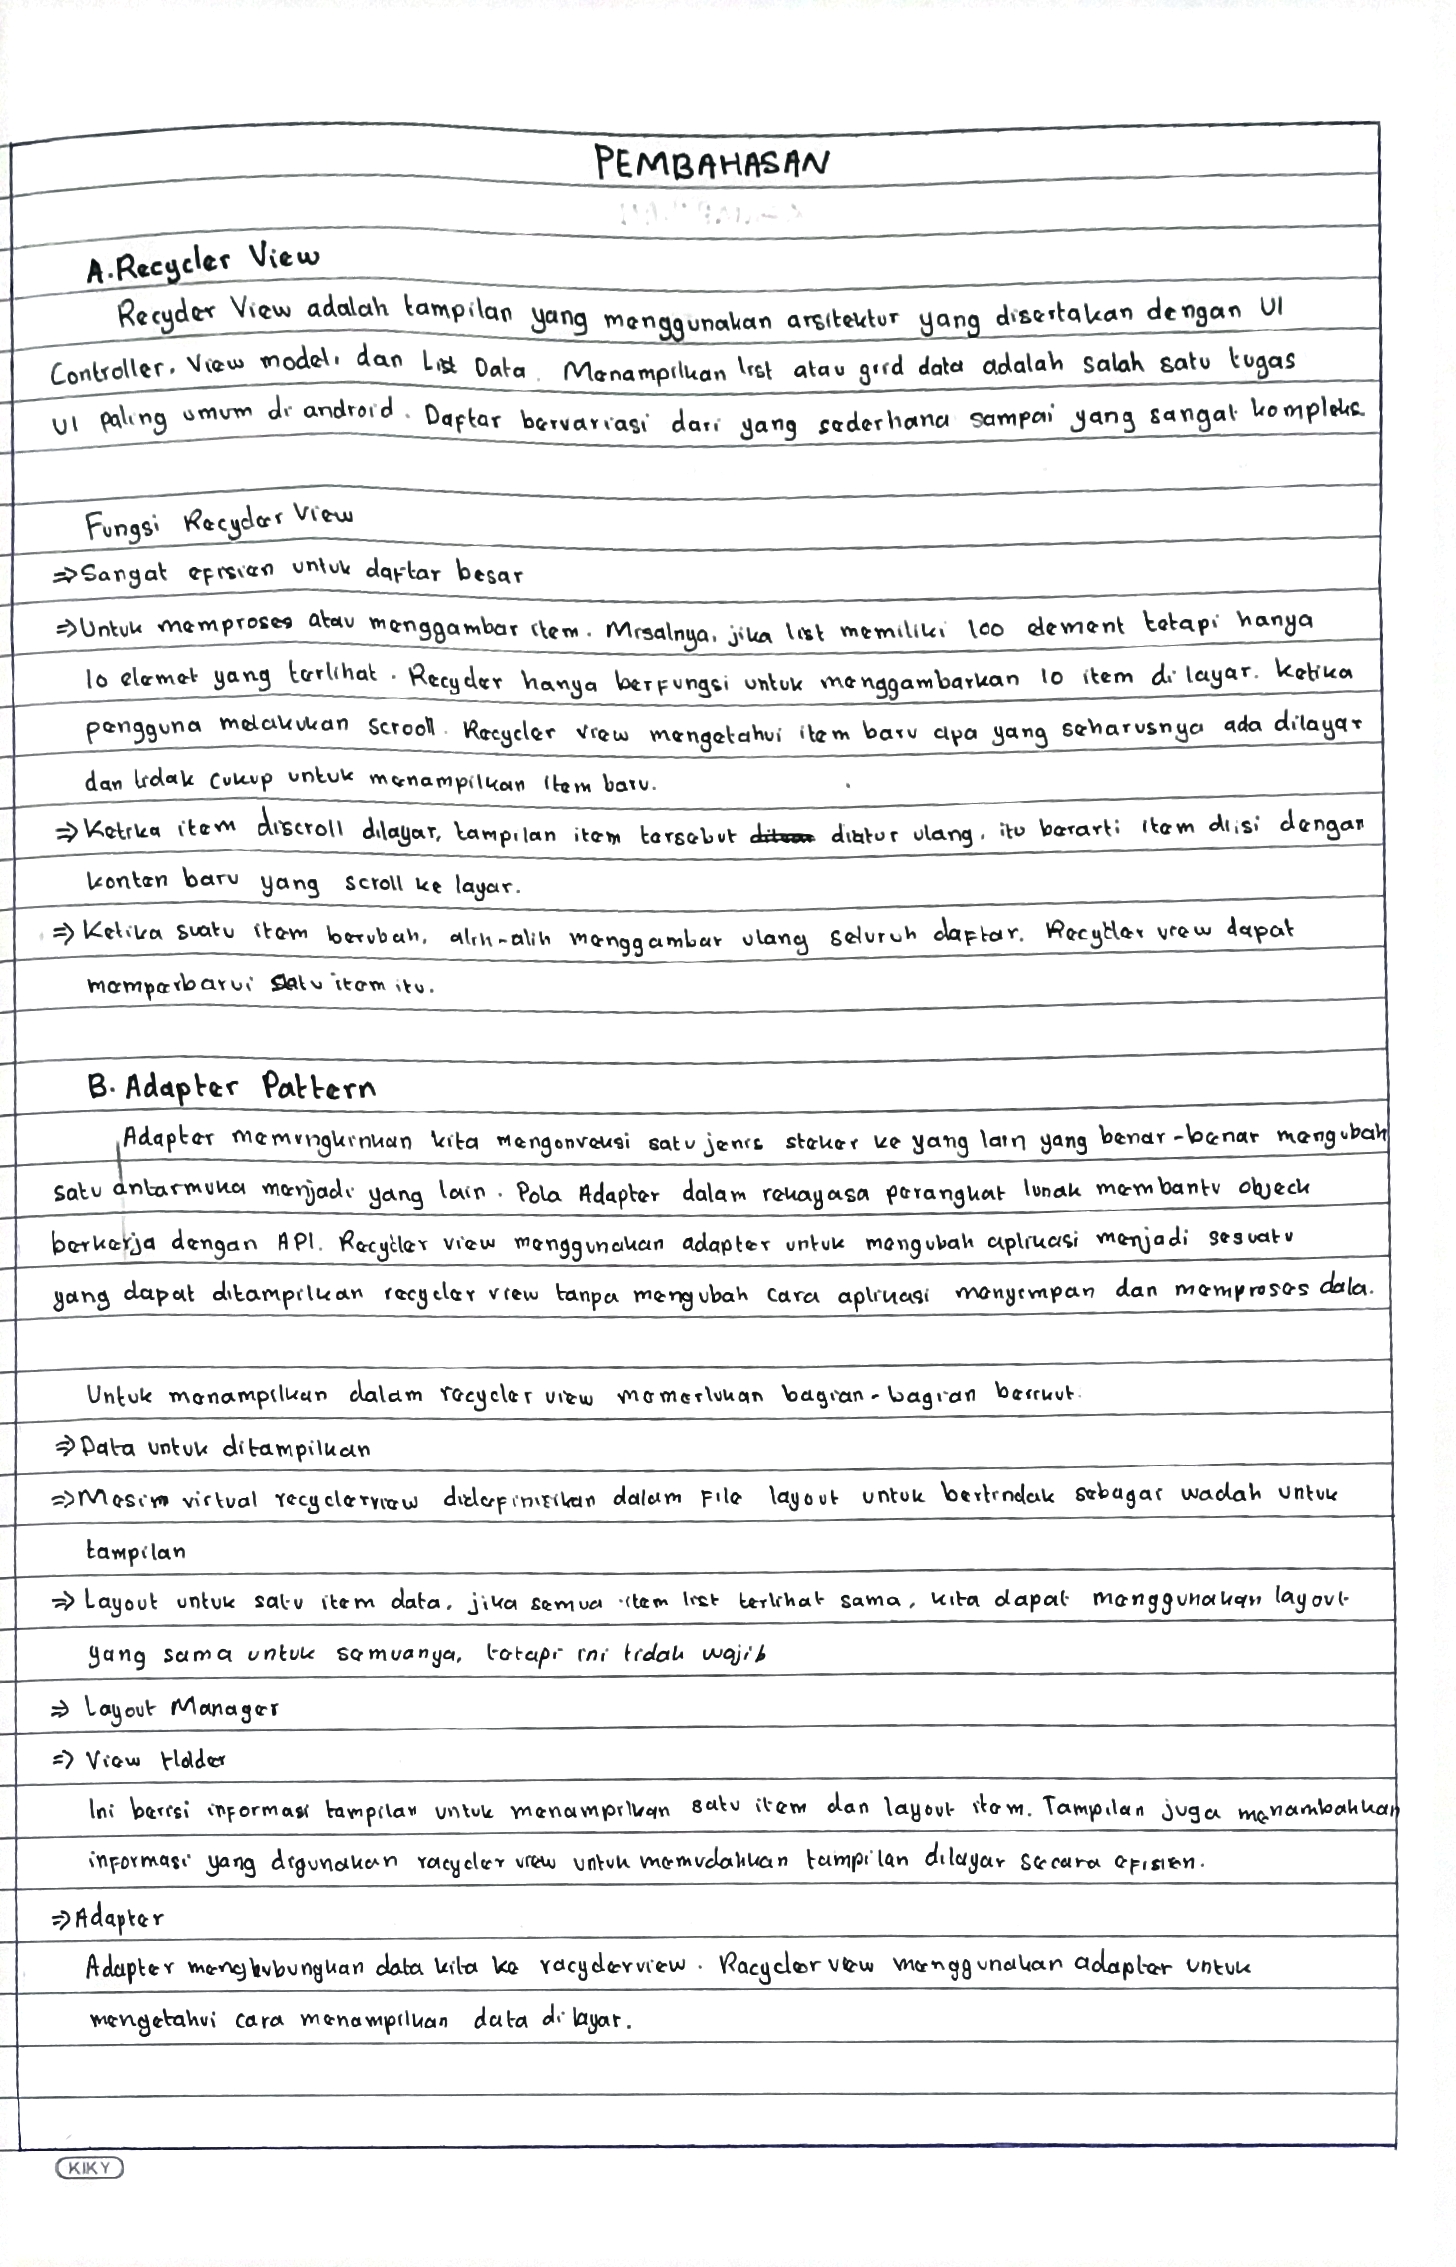 PEMBAHASAN
A. Recycler View
Recycler View adalah tampilan yang menggunakan arsitektur yang disertakan dengan UI
Controller, View model, dan List Data. Menampilkan list atau grid data adalah salah satu tugas
UI paling umum di android. Daftar bervariasi dari yang sederhana sampai yang sangat kompleks
Fungsi Recycler View
⇒ Sangat efisien untuk daftar besar
⇒ Untuk memproses atau menggambar item. Misalnya, jika list memiliki 100 element tetapi hanya
10 elemet yang terlihat. Recycler hanya berfungsi untuk menggambarkan 10 item di layar. Ketika
pengguna melakukan scrooll. Recycler view mengetahui item baru apa yang seharusnya ada dilayar
dan tidak cukup untuk menampilkan item baru.
⇒ Ketika item discroll dilayar, tampilan item tersebut diatur ulang, itu berarti item diisi dengan
konten baru yang scroll ke layar.
⇒ Ketika suatu item berubah, alih-alih menggambar ulang seluruh daftar. Recycler view dapat
memperbarui satu item itu.
B. Adapter Pattern
Adapter memungkinkan kita mengonveksi satu jenis steker ke yang lain yang benar-benar mengubah
satu antarmuka menjadi yang lain. Pola Adapter dalam rekayasa perangkat lunak membantu objeck
berkerja dengan API. Recycler view menggunakan adapter untuk mengubah aplikasi menjadi sesuatu
yang dapat ditampilkan recycler view tanpa mengubah cara aplikasi menyimpan dan memproses data.
Untuk menampilkan dalam recycler view memerlukan bagian-bagian berikut.
⇒ Data untuk ditampilkan
⇒ Mesim virtual recyclerview didefinisikan dalam File layout untuk bertindak sebagai wadah untuk
tampilan
⇒ Layout untuk satu item data, jika semua item list terlihat sama, kita dapat menggunakan layout
yang sama untuk semuanya, tetapi ini tidak wajib
⇒ Layout Manager
⇒ View Holder
Ini berisi informasi tampilan untuk menampilkan satu item dan layout item. Tampilan juga menambahkan
informasi yang digunakan recycler view untuk memudahkan tampilan dilayar secara efisien.
⇒ Adapter
Adapter menghubungkan data kita ke recyclerview. Recycler view menggunakan adapter untuk
mengetahui cara menampilkan data di layar.
KIKY